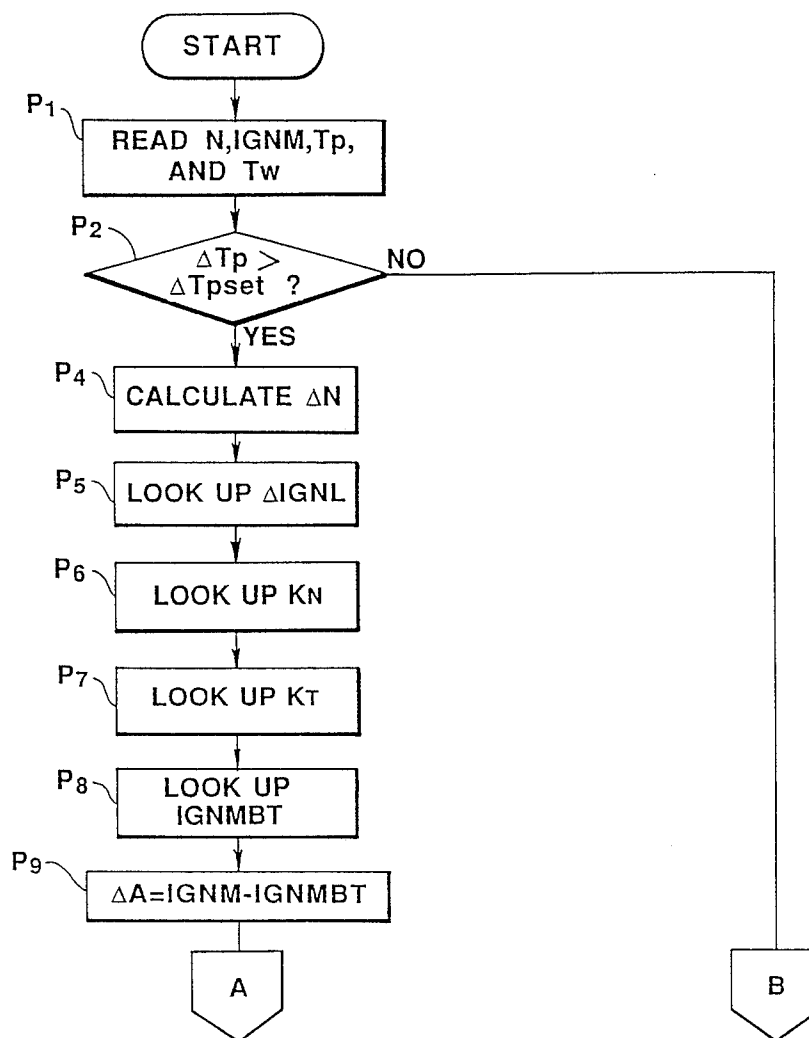 START
P1
READ N,IGNM,Tp,
AND Tw
P2
ΔTp >
ΔTpset ?
NO
YES
P4
CALCULATE ΔN
P5
LOOK UP ΔIGNL
P6
LOOK UP KN
P7
LOOK UP KT
P8
LOOK UP
IGNMBT
P9
ΔA=IGNM-IGNMBT
A
B